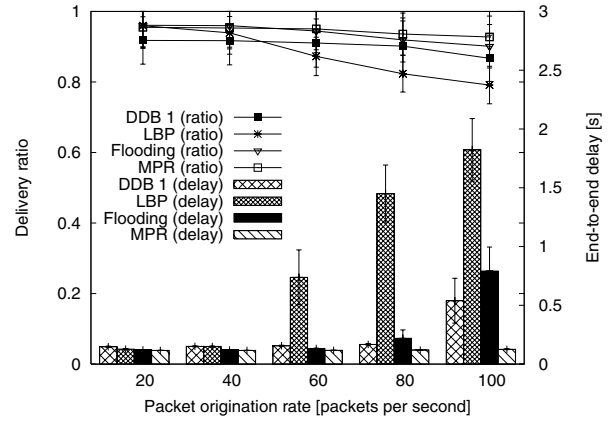 1
0.8
0.6
0.4
0.2
0
Delivery ratio
3
2.5
2
1.5
1
0.5
0
End-to-end delay [s]
DDB 1 (ratio)
LBP (ratio)
Flooding (ratio)
MPR (ratio)
DDB 1 (delay)
LBP (delay)
Flooding (delay)
MPR (delay)
20 40 60 80 100
Packet origination rate [packets per second]